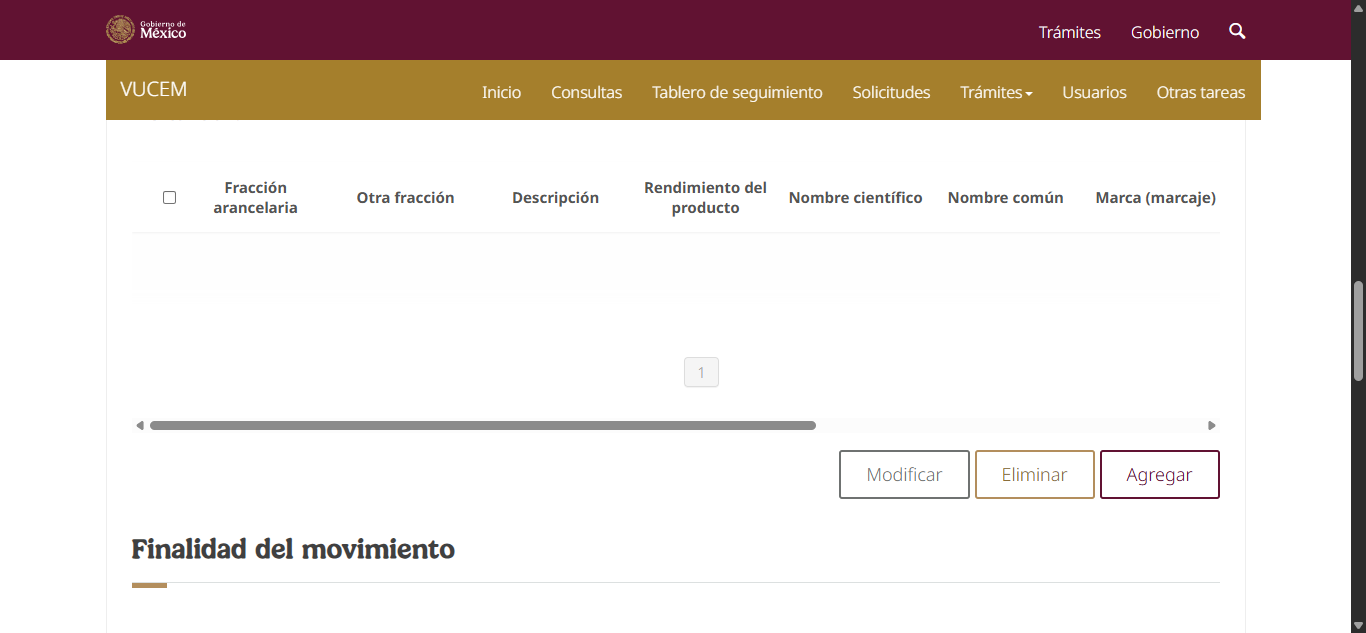 Gobierno de
México
Trámites
Gobierno
VUCEM
Inicio
Consultas
Tablero de seguimiento
Solicitudes
Trámites
Usuarios
Otras tareas
Fracción
arancelaria
Otra fracción
Descripción
Rendimiento del
producto
Nombre científico
Nombre común
Marca (marcaje)
1
Modificar
Eliminar
Agregar
Finalidad del movimiento